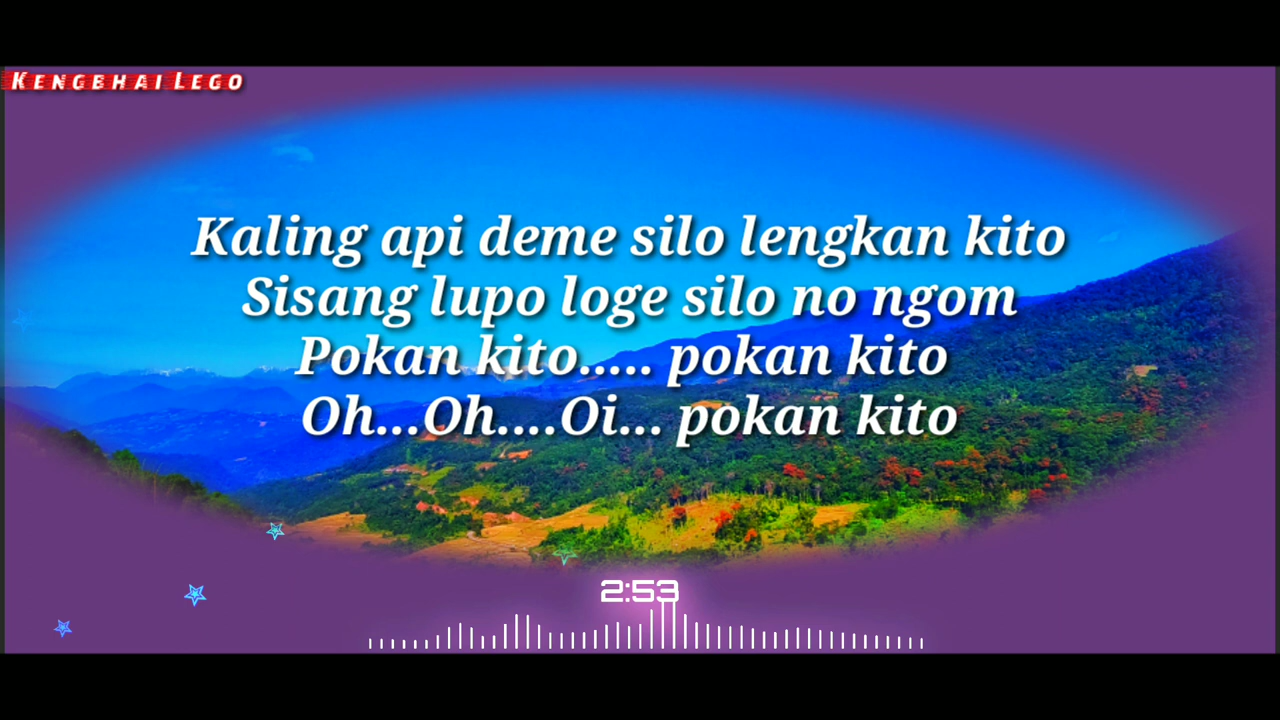 KENGBHAI LEGO
Kaling api deme silo lengkan kito
Sisang lupo loge silo no ngom
Pokan kito..... pokan kito
Oh...Oh....Oi... pokan kito
2:53